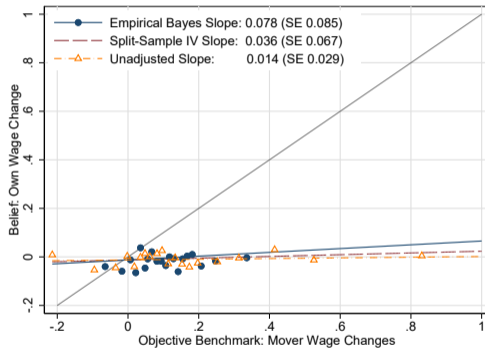 Empirical Bayes Slope: 0.078 (SE 0.085)
Split-Sample IV Slope: 0.036 (SE 0.067)
Unadjusted Slope: 0.014 (SE 0.029)
Belief: Own Wage Change
1
.8
.6
.4
.2
0
-.2
-.2 0 .2 .4 .6 .8 1
Objective Benchmark: Mover Wage Changes